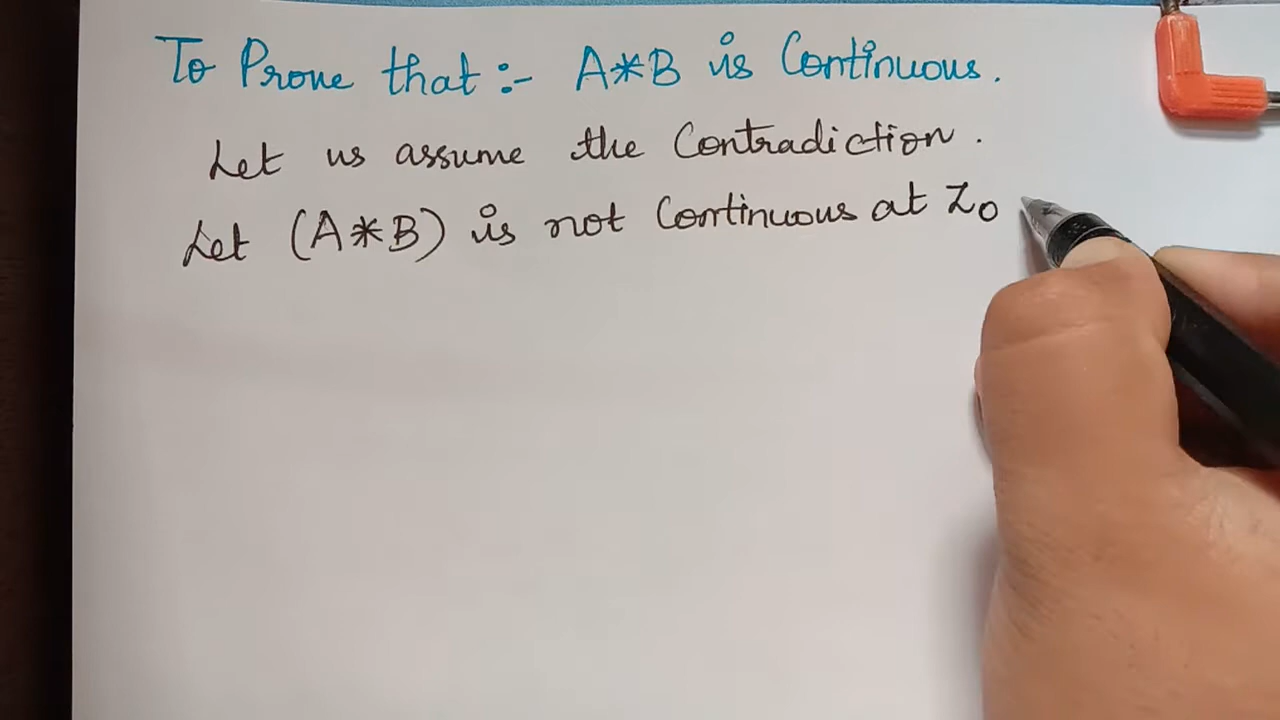 To Prove that :- A*B is Continuous.
Let us assume the Contradiction.
Let (A*B) is not Continuous at Z₀